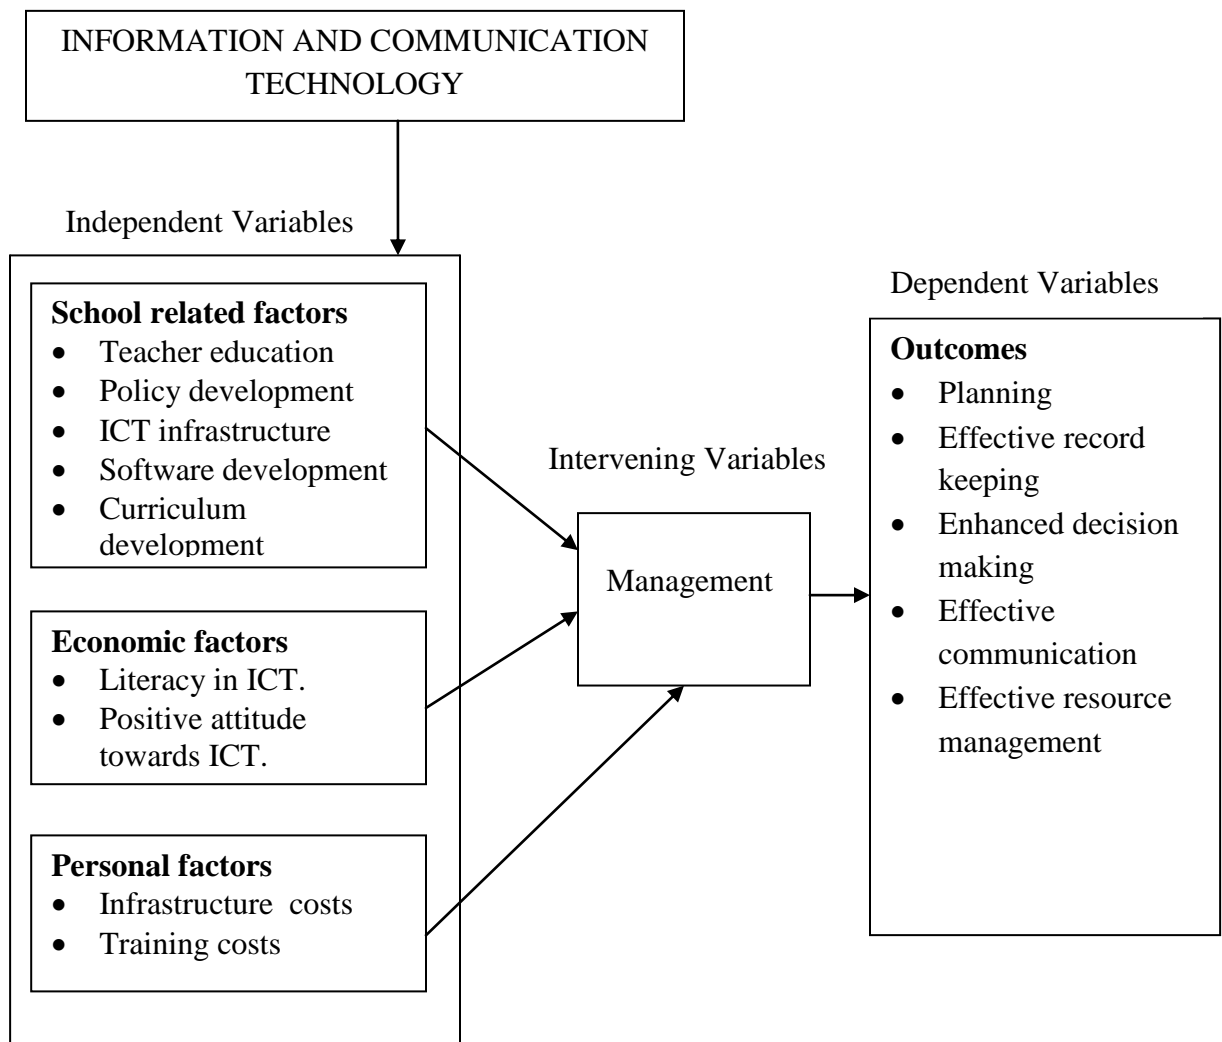 INFORMATION AND COMMUNICATION
TECHNOLOGY
Independent Variables
School related factors
• Teacher education
• Policy development
• ICT infrastructure
• Software development
• Curriculum
development
Economic factors
• Literacy in ICT.
• Positive attitude
towards ICT.
Personal factors
• Infrastructure  costs
• Training costs
Intervening Variables
Management
Dependent Variables
Outcomes
• Planning
• Effective record
keeping
• Enhanced decision
making
• Effective
communication
• Effective resource
management